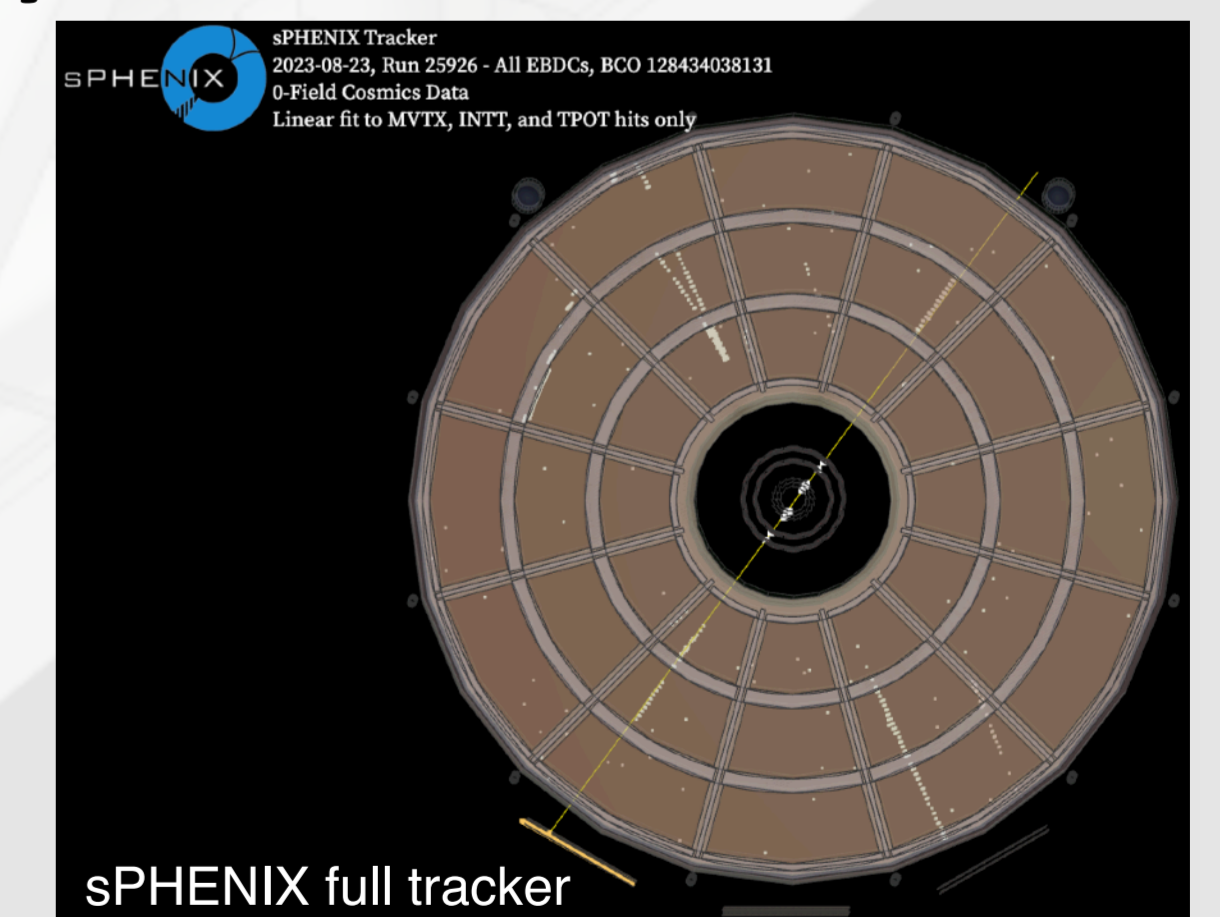 sPHENIX
sPHENIX Tracker
2023-08-23, Run 25926 - All EBDCs, BCO 128434038131
0-Field Cosmics Data
Linear fit to MVTX, INTT, and TPOT hits only
sPHENIX full tracker